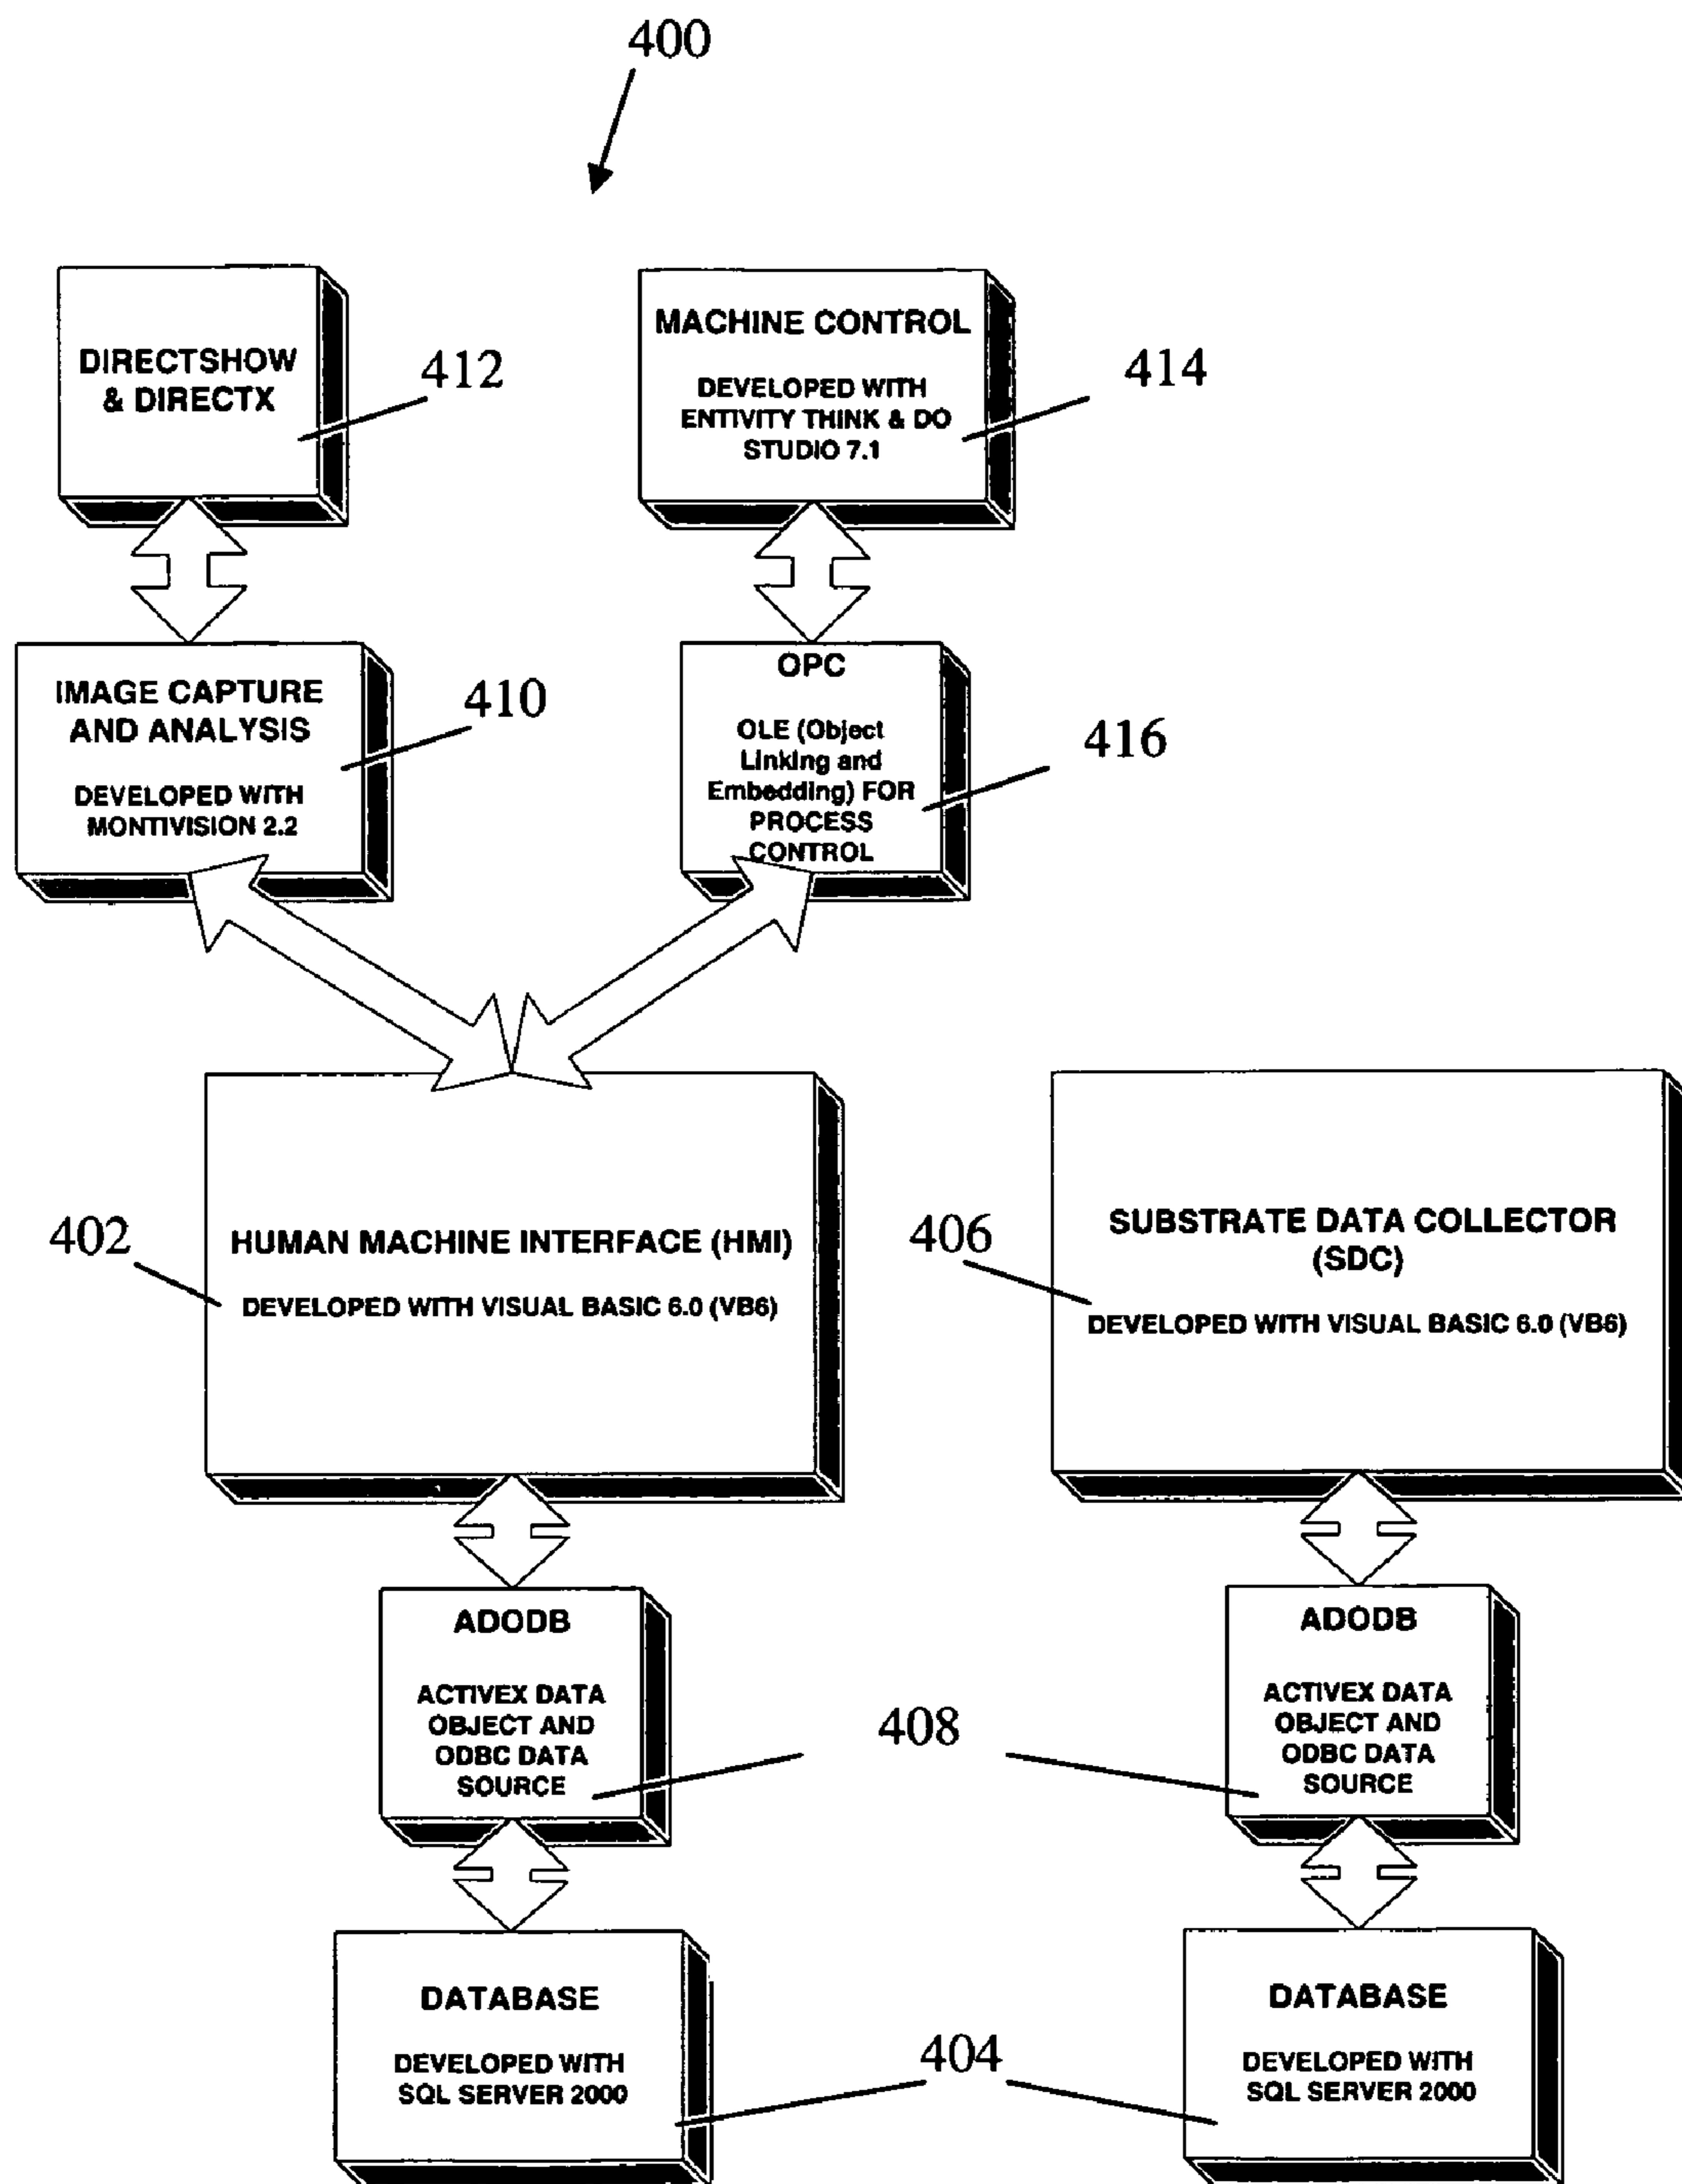 400
DIRECTSHOW
& DIRECTX
412
MACHINE CONTROL
DEVELOPED WITH
ENTIVITY THINK & DO
STUDIO 7.1
414
IMAGE CAPTURE
AND ANALYSIS
DEVELOPED WITH
MONTIVISION 2.2
410
OPC
OLE (Object
Linking and
Embedding) FOR
PROCESS
CONTROL
416
402
HUMAN MACHINE INTERFACE (HMI)
DEVELOPED WITH VISUAL BASIC 6.0 (VB6)
406
SUBSTRATE DATA COLLECTOR
(SDC)
DEVELOPED WITH VISUAL BASIC 6.0 (VB6)
ADODB
ACTIVEX DATA
OBJECT AND
ODBC DATA
SOURCE
408
ADODB
ACTIVEX DATA
OBJECT AND
ODBC DATA
SOURCE
DATABASE
DEVELOPED WITH
SQL SERVER 2000
404
DATABASE
DEVELOPED WITH
SQL SERVER 2000